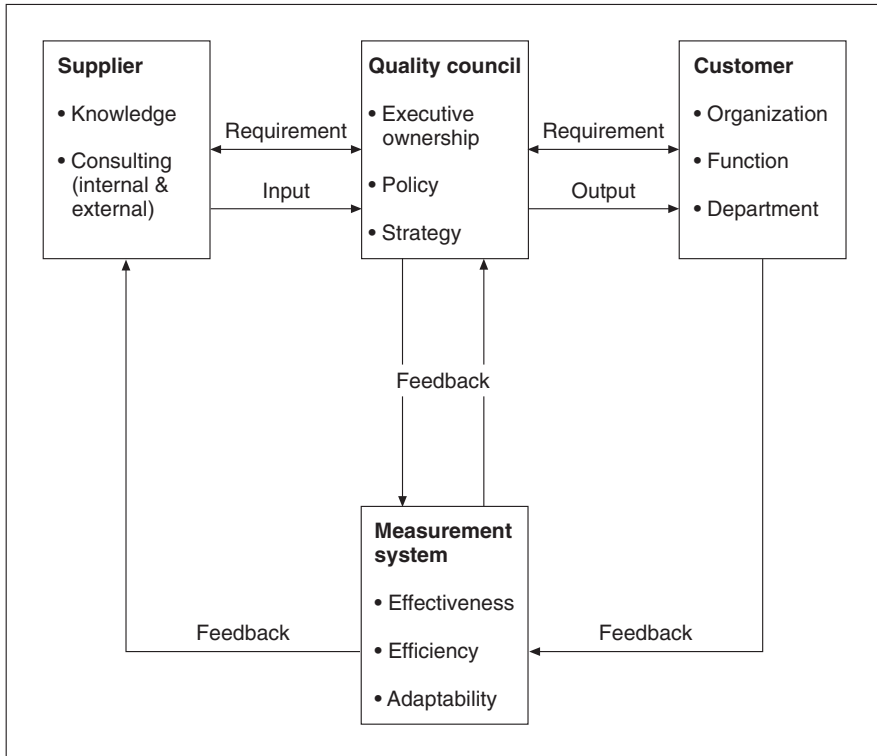 Supplier
• Knowledge
• Consulting
(internal &
external)
Requirement
Input
Quality council
• Executive
ownership
• Policy
• Strategy
Requirement
Output
Customer
• Organization
• Function
• Department
Feedback
Measurement
system
• Effectiveness
• Efficiency
• Adaptability
Feedback
Feedback